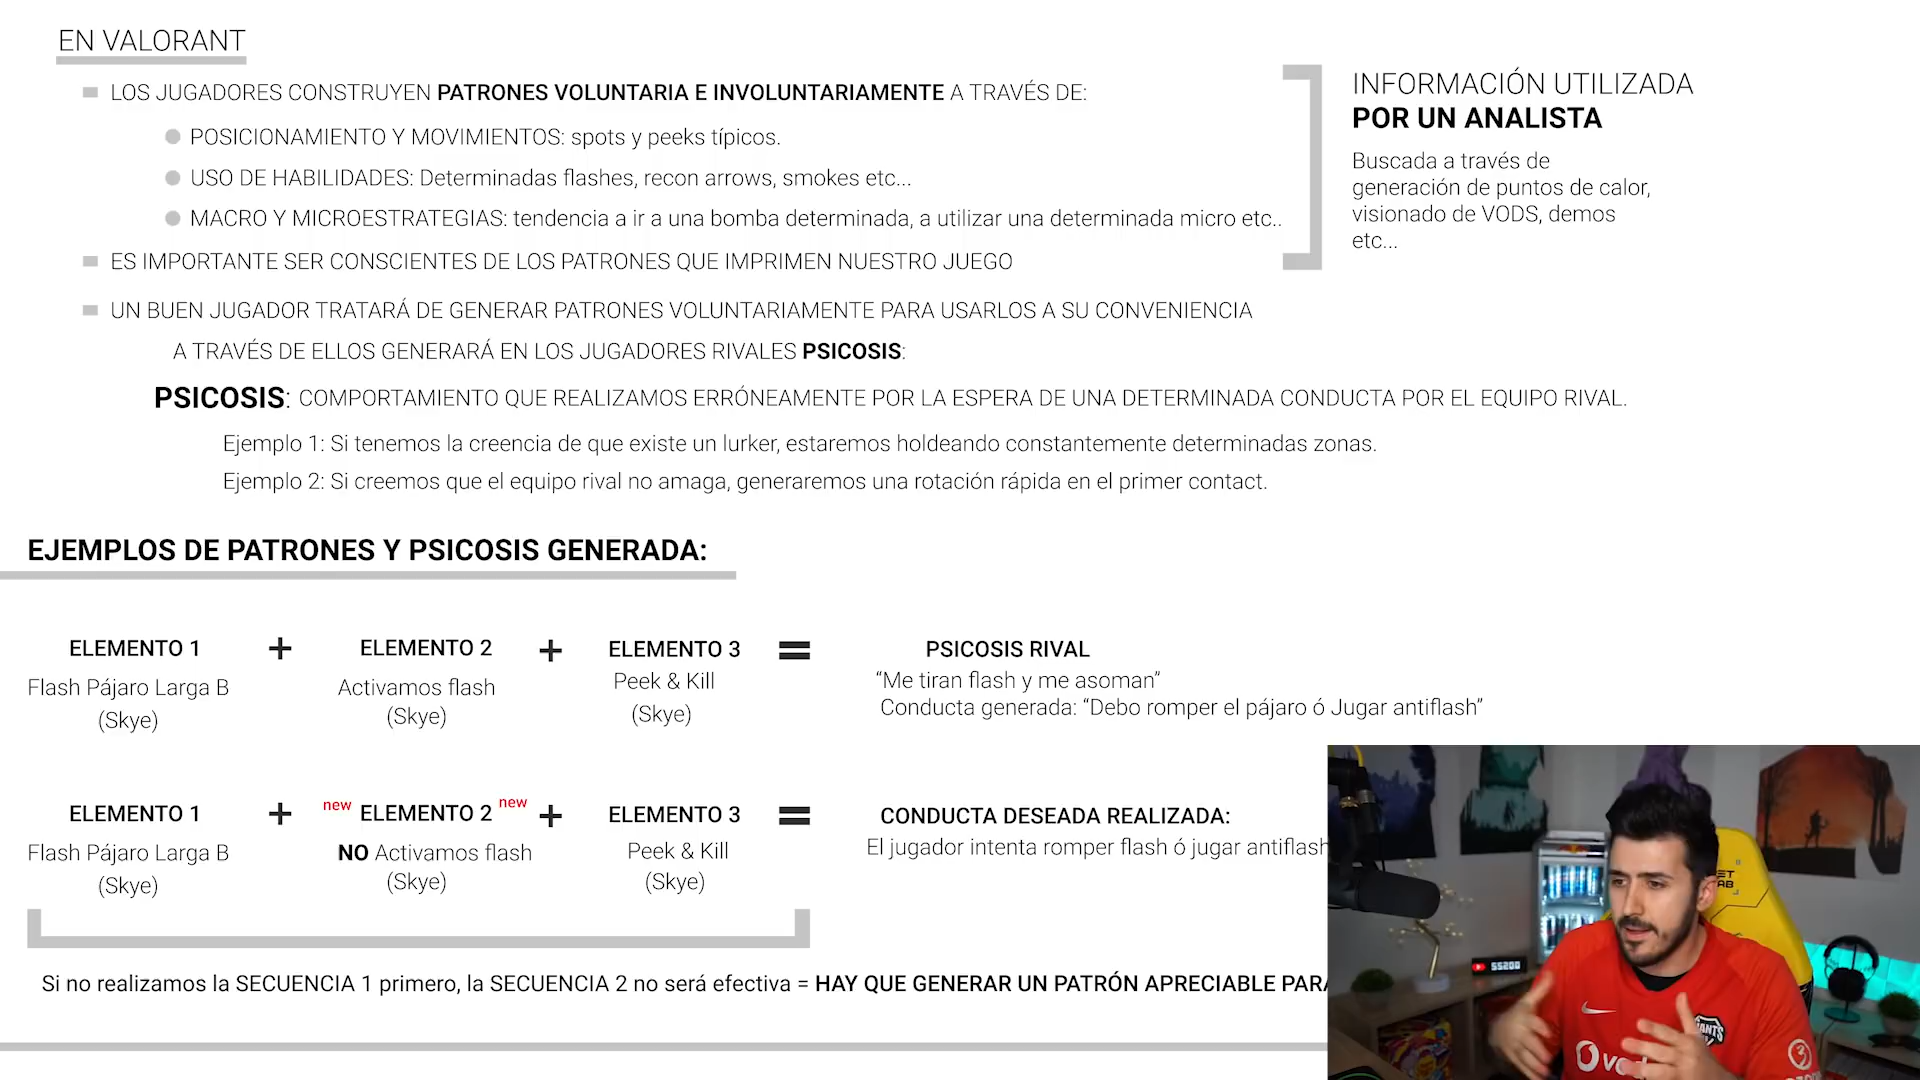 EN VALORANT
LOS JUGADORES CONSTRUYEN PATRONES VOLUNTARIA E INVOLUNTARIAMENTE A TRAVÉS DE:
POSICIONAMIENTO Y MOVIMIENTOS: spots y peeks típicos.
USO DE HABILIDADES: Determinadas flashes, recon arrows, smokes etc...
MACRO Y MICROESTRATEGIAS: tendencia a ir a una bomba determinada, a utilizar una determinada micro etc..
INFORMACIÓN UTILIZADA
POR UN ANALISTA
Buscada a través de
generación de puntos de calor,
visionado de VODS, demos
etc...
ES IMPORTANTE SER CONSCIENTES DE LOS PATRONES QUE IMPRIMEN NUESTRO JUEGO
UN BUEN JUGADOR TRATARÁ DE GENERAR PATRONES VOLUNTARIAMENTE PARA USARLOS A SU CONVENIENCIA
A TRAVÉS DE ELLOS GENERARÁ EN LOS JUGADORES RIVALES PSICOSIS:
PSICOSIS: COMPORTAMIENTO QUE REALIZAMOS ERRÓNEAMENTE POR LA ESPERA DE UNA DETERMINADA CONDUCTA POR EL EQUIPO RIVAL.
Ejemplo 1: Si tenemos la creencia de que existe un lurker, estaremos holdeando constantemente determinadas zonas.
Ejemplo 2: Si creemos que el equipo rival no amaga, generaremos una rotación rápida en el primer contact.
EJEMPLOS DE PATRONES Y PSICOSIS GENERADA:
ELEMENTO 1 + ELEMENTO 2 + ELEMENTO 3 = PSICOSIS RIVAL
Flash Pájaro Larga B
(Skye)
Activamos flash
(Skye)
Peek & Kill
(Skye)
“Me tiran flash y me asoman”
Conducta generada: “Debo romper el pájaro ó Jugar antiflash”
ELEMENTO 1 + new ELEMENTO 2 new + ELEMENTO 3 = CONDUCTA DESEADA REALIZADA:
Flash Pájaro Larga B
(Skye)
NO Activamos flash
(Skye)
Peek & Kill
(Skye)
El jugador intenta romper flash ó jugar antiflash
Si no realizamos la SECUENCIA 1 primero, la SECUENCIA 2 no será efectiva = HAY QUE GENERAR UN PATRÓN APRECIABLE PARA
55200